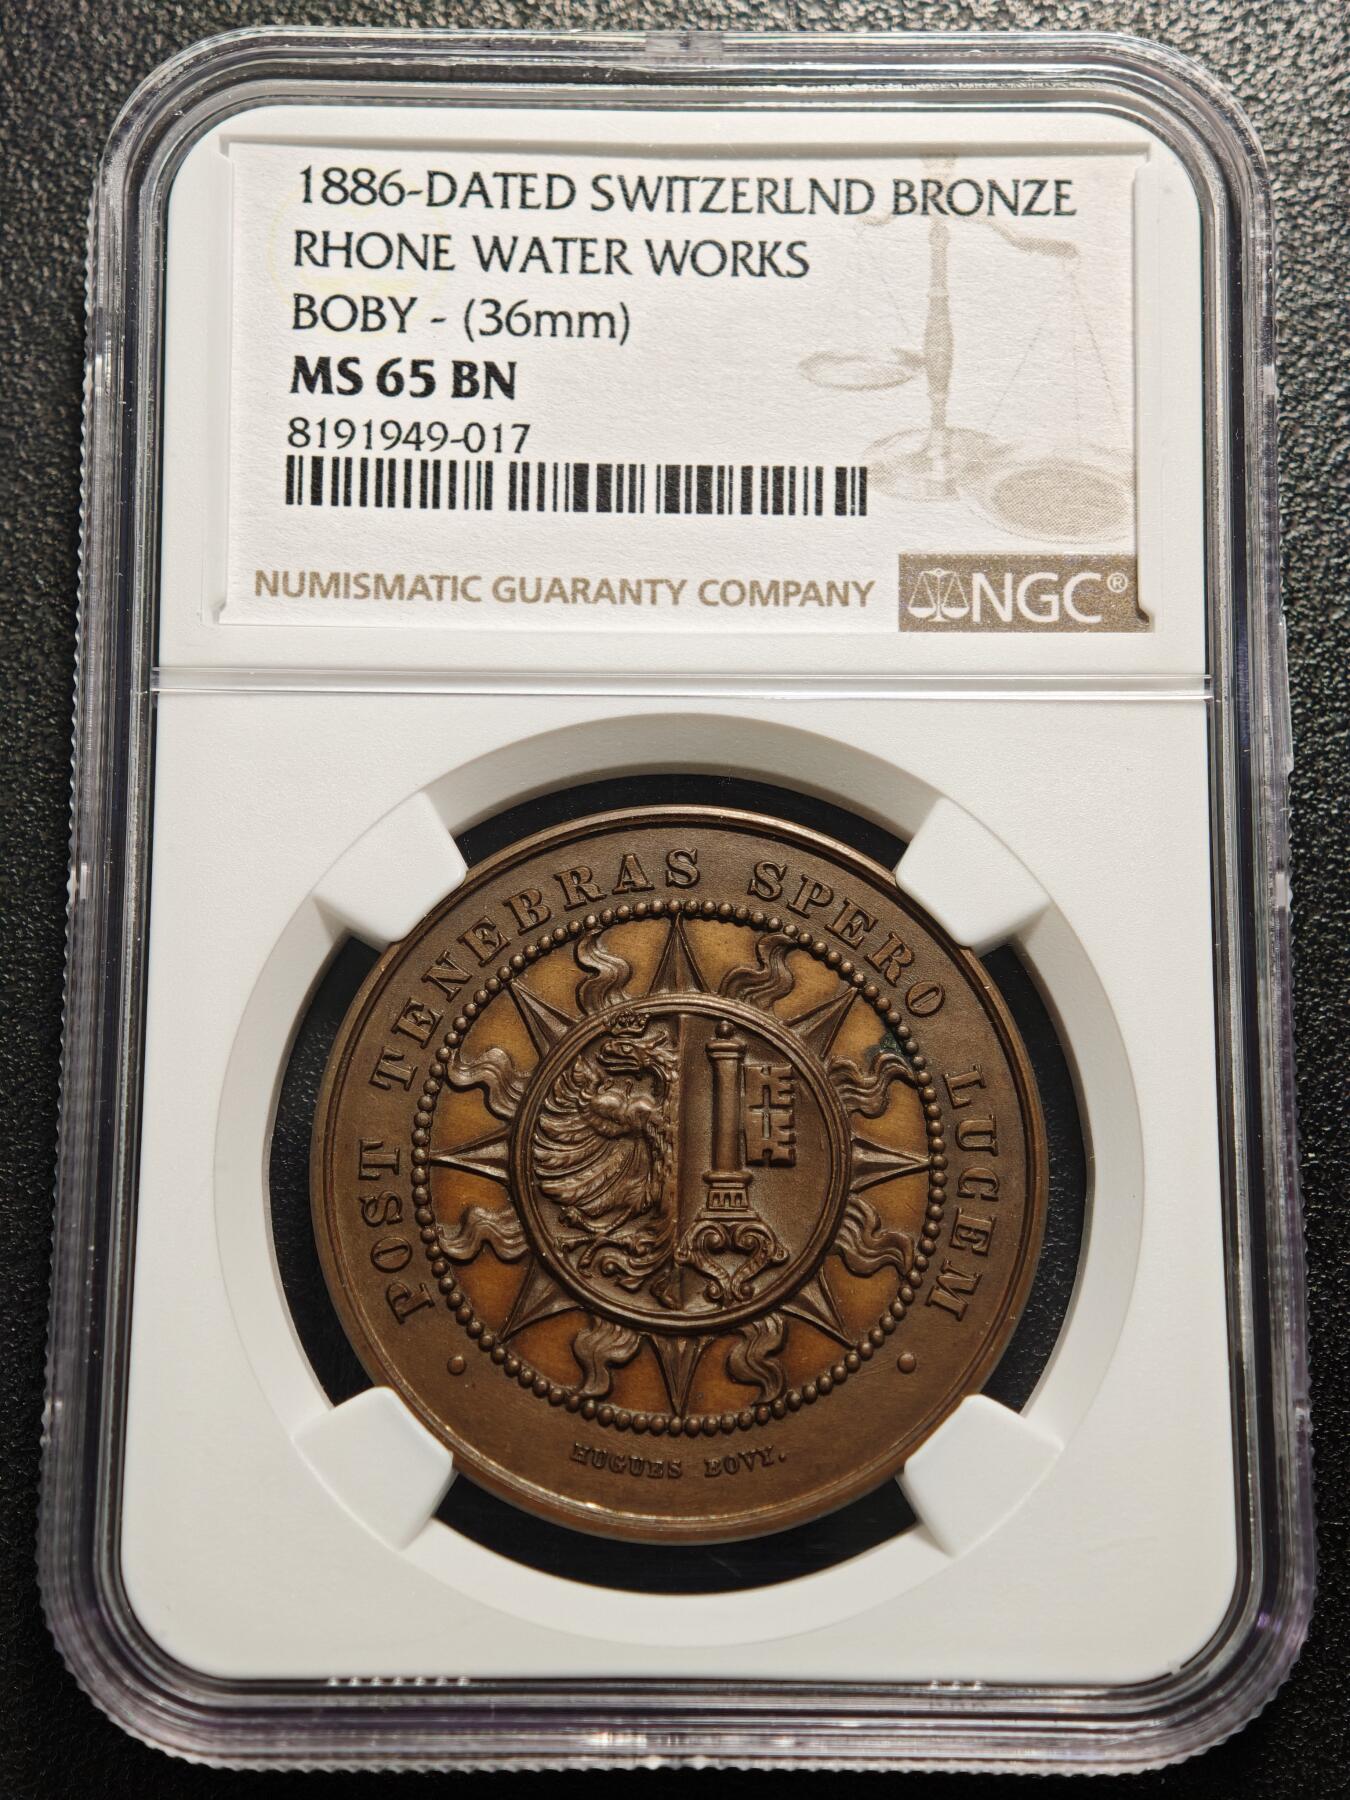 1886-DATED SWITZERLND BRONZE
RHONE WATER WORKS
BOBY - (36mm)
MS 65 BN
8191949-017
NUMISMATIC GUARANTY COMPANY
NGC®
POST TENEBRAS SPERO LUCEM
HUGUES BOVY.